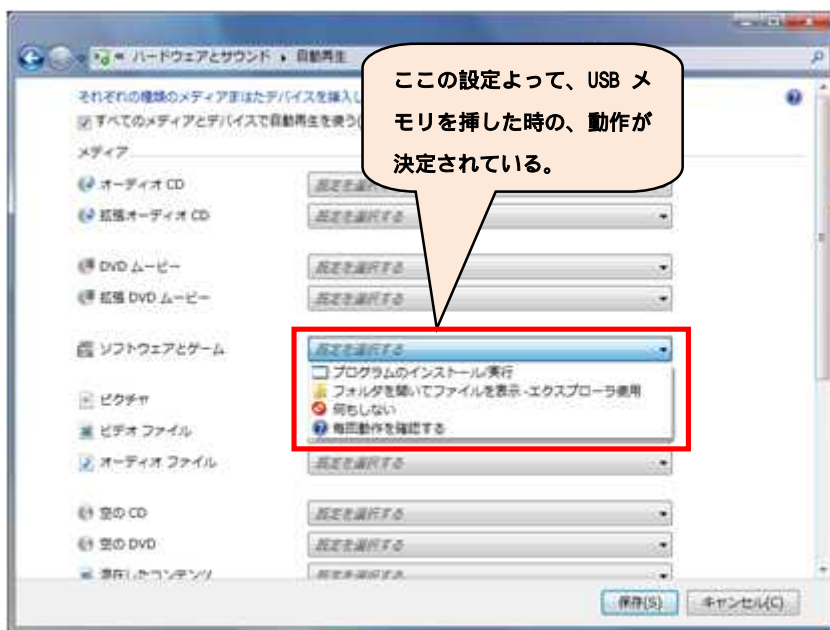 ハードウェアとサウンド ▸ 自動再生
ここの設定よって、USB メ
モリを挿した時の、動作が
決定されている。
それぞれの種類のメディアまたはデバイスを挿入し
すべてのメディアとデバイスで自動再生を使う(
メディア
オーディオ CD
既定を選択する
拡張オーディオ CD
既定を選択する
DVD ムービー
既定を選択する
拡張 DVD ムービー
既定を選択する
ソフトウェアとゲーム
既定を選択する
プログラムのインストール/実行
フォルダを開いてファイルを表示 -エクスプローラ使用
何もしない
毎回動作を確認する
ピクチャ
ビデオ ファイル
オーディオ ファイル
既定を選択する
空の CD
既定を選択する
空の DVD
既定を選択する
混在したコンテンツ
既定を選択する
保存(S)
キャンセル(C)